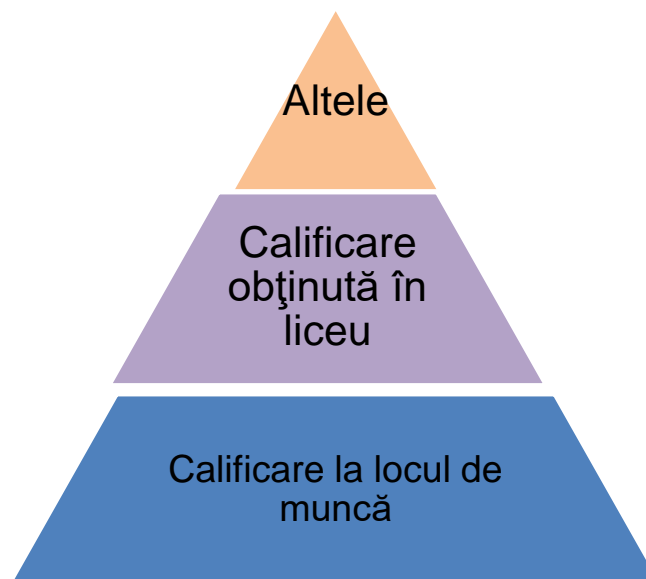 Altele
Calificare
obţinută în
liceu
Calificare la locul de
muncă